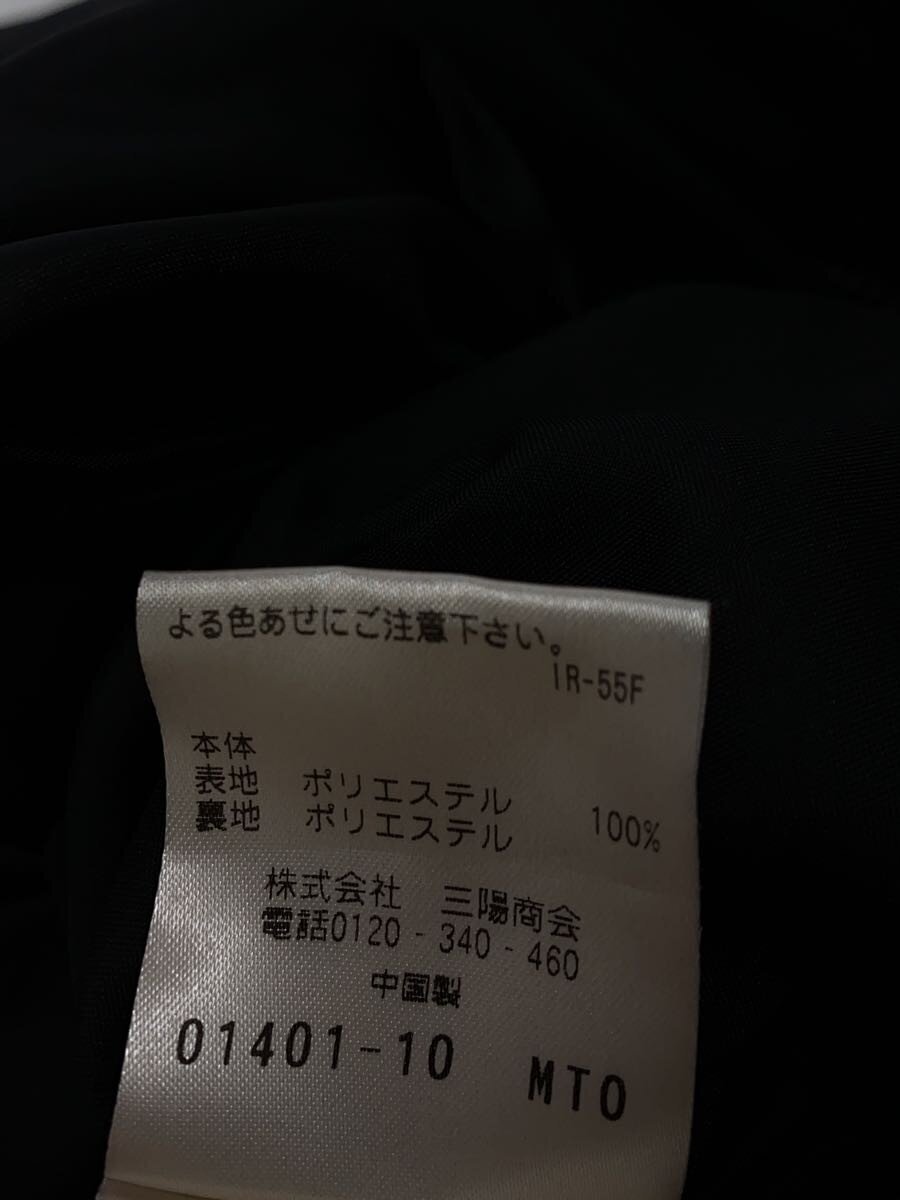 よる色あせにご注意下さい。
IR-55F
本体
表地 ポリエステル
裏地 ポリエステル 100%
株式会社 三陽商会
電話0120-340-460
中国製
01401-10 MTO